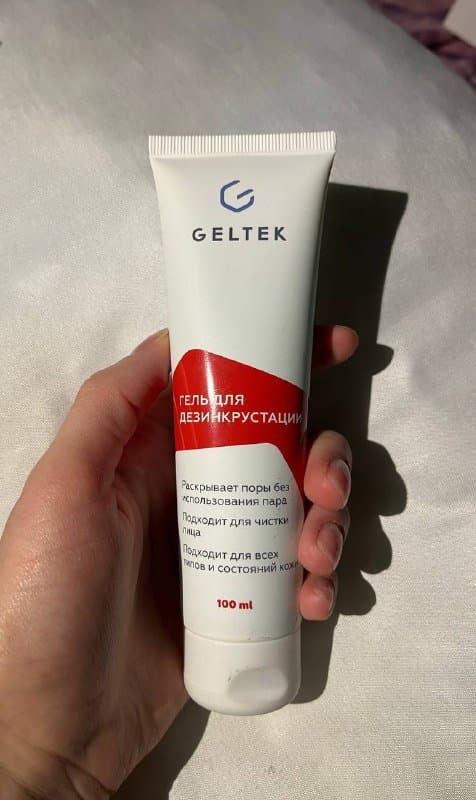 GELTEK
ГЕЛЬ ДЛЯ
ДЕЗИНКРУСТАЦИИ
Раскрывает поры без
использования пара
Подходит для чистки
лица
Подходит для всех
типов и состояний кожи
100 ml